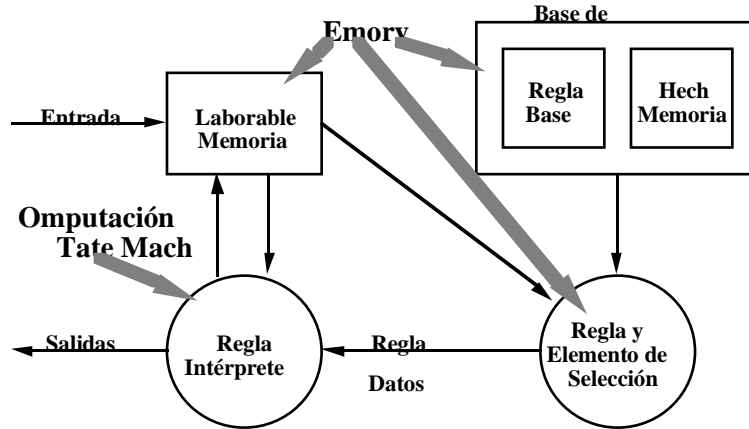 Base de
Emory
Regla
Base
Hech
Memoria
Entrada
Laborable
Memoria
Omputación
Tate Mach
Salidas
Regla
Intérprete
Regla
Datos
Regla y
Elemento de
Selección